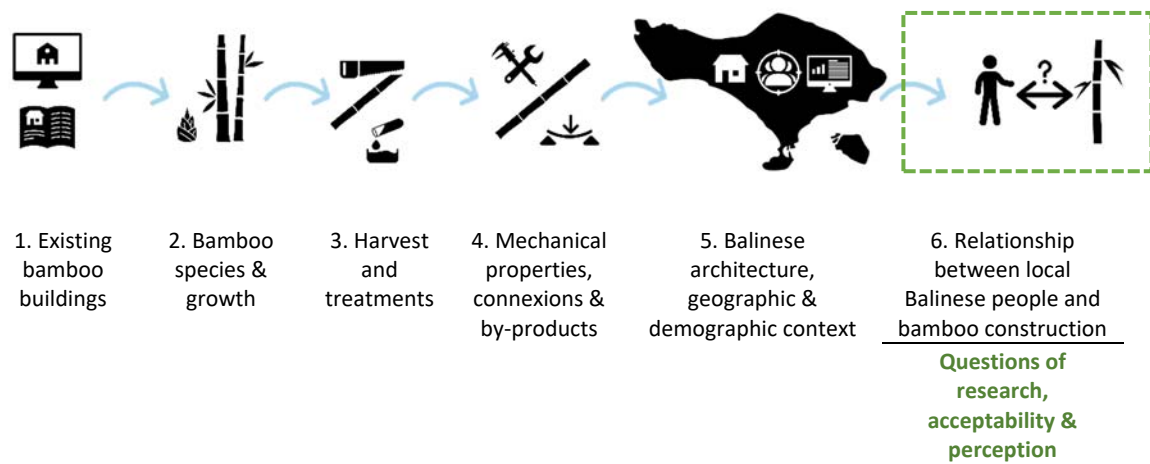 ?
1. Existing
bamboo
buildings
2. Bamboo
species &
growth
3. Harvest
and
treatments
4. Mechanical
properties,
connexions &
by-products
5. Balinese
architecture,
geographic &
demographic context
6. Relationship
between local
Balinese people and
bamboo construction
Questions of
research,
acceptability &
perception